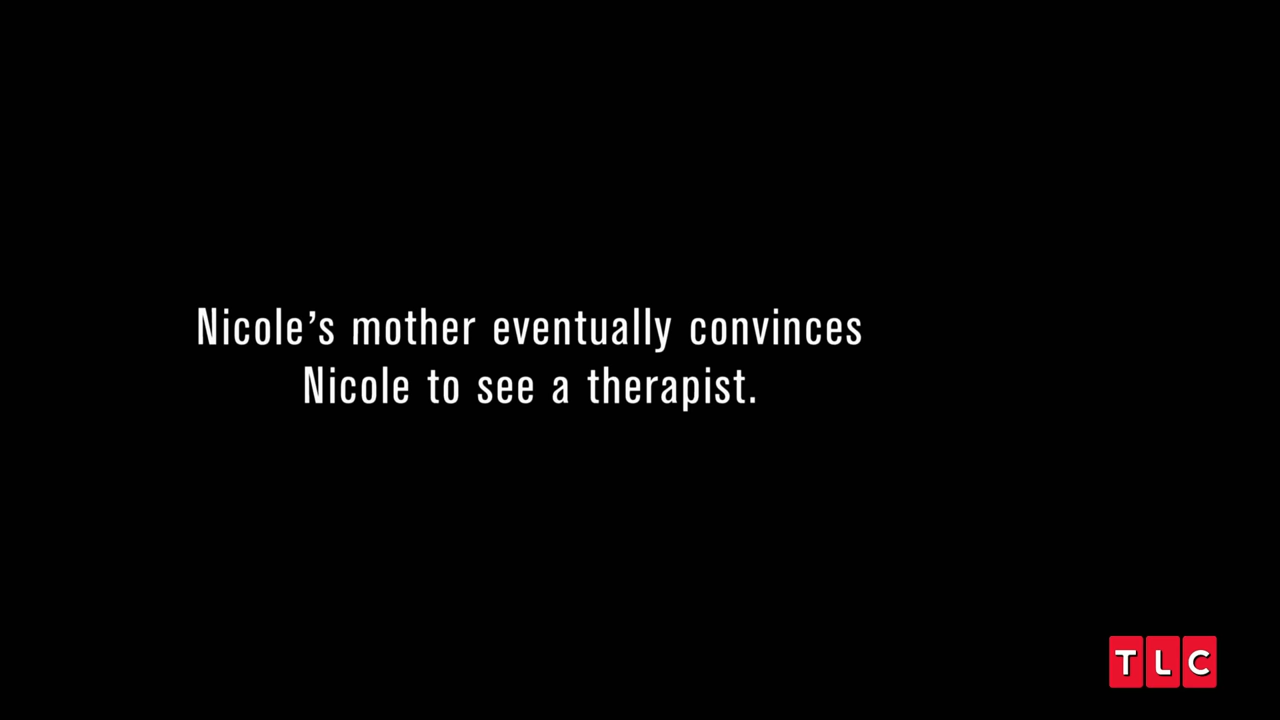 Nicole’s mother eventually convinces
Nicole to see a therapist.
TLC